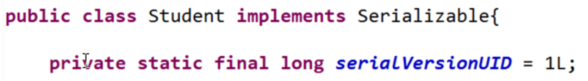 public class Student implements Serializable{
private static final long serialVersionUID = 1L;